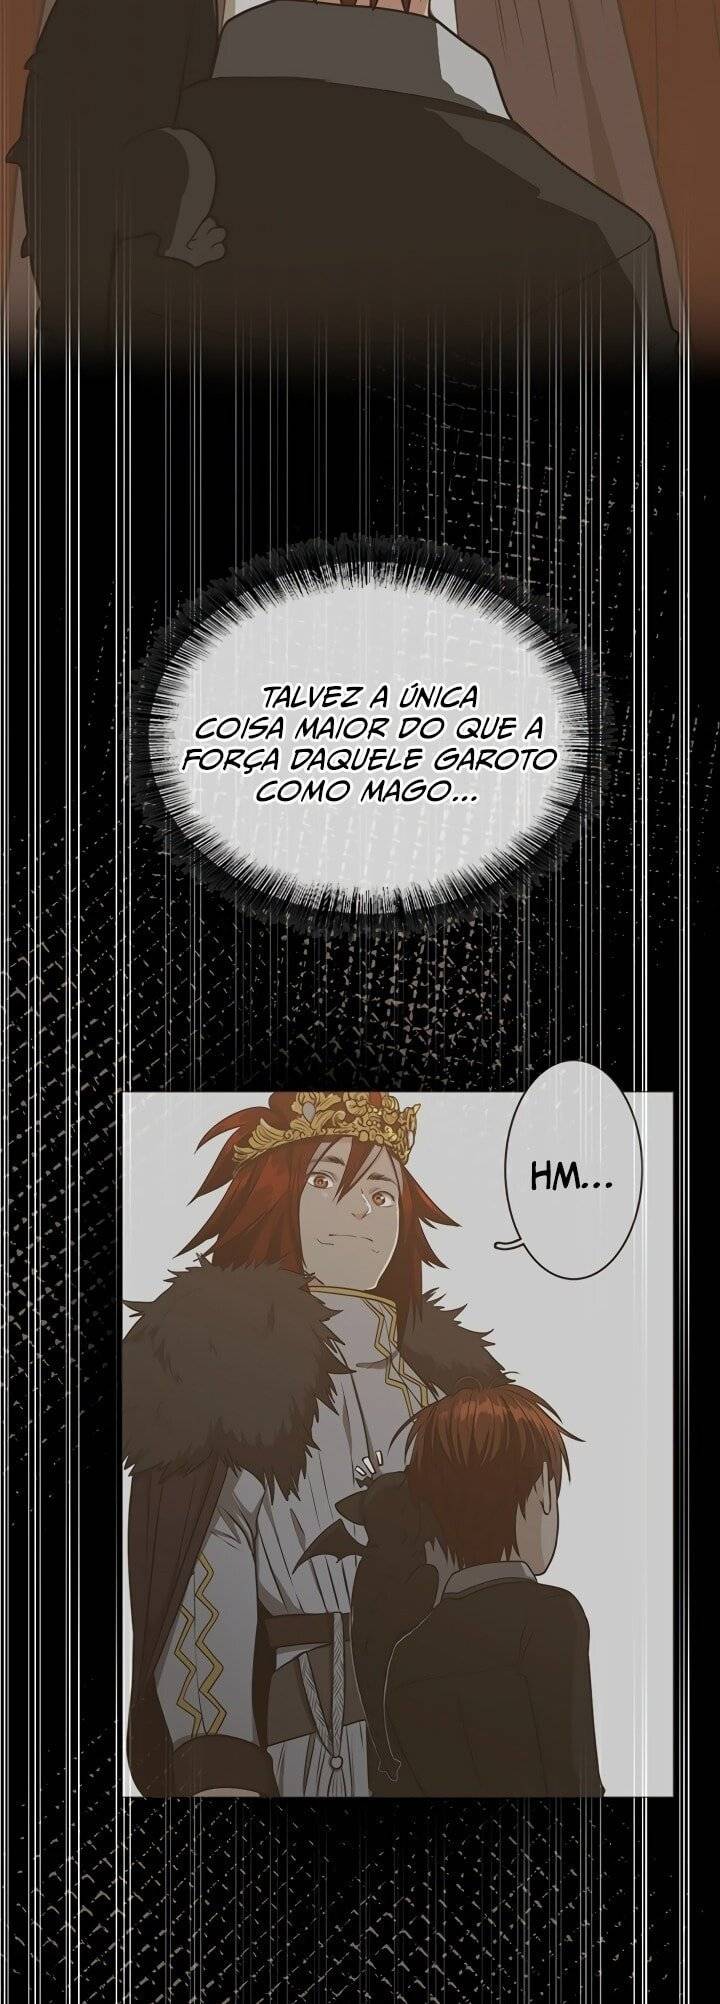 TALVEZ A ÚNICA
COISA MAIOR DO QUE A
FORÇA DAQUELE GAROTO
COMO MAGO...
HM...